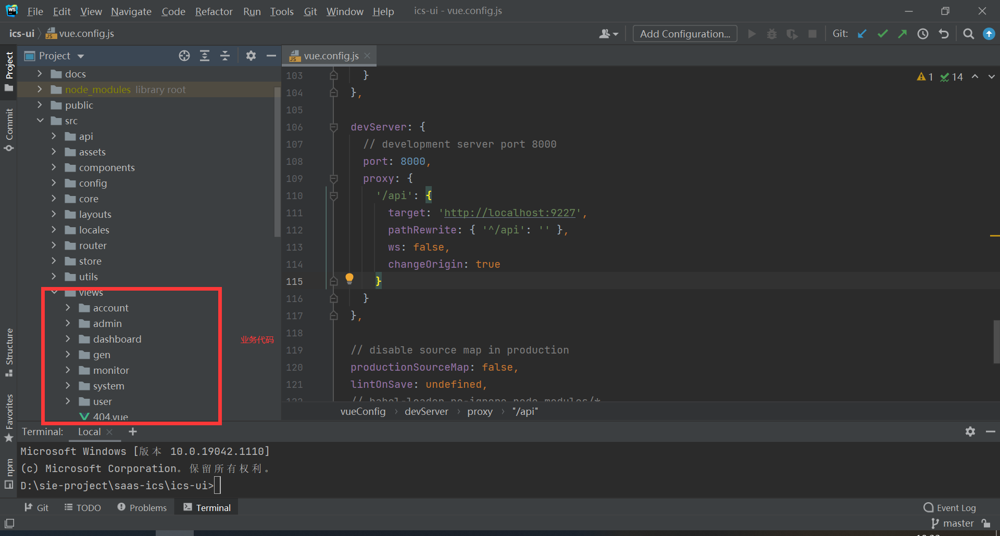 File Edit View Navigate Code Refactor Run Tools Git Window Help ics-ui - vue.config.js
ics-ui vue.config.js Add Configuration... Git:
Project
vue.config.js
docs
node_modules library root
public
src
api
assets
components
config
core
layouts
locales
router
store
utils
views
account
admin
dashboard
gen
monitor
system
user
404.vue
业务代码
Project
Commit
Structure
Favorites
npm
1 14
103 }
104 },
105
106 devServer: {
107 // development server port 8000
108 port: 8000,
109 proxy: {
110 '/api': {
111 target: 'http://localhost:9227',
112 pathRewrite: { '^/api': '' },
113 ws: false,
114 changeOrigin: true
115 }
116 }
117 },
118
119 // disable source map in production
120 productionSourceMap: false,
121 lintOnSave: undefined,
122 // babel-loader no-ignore node_modules/*
vueConfig › devServer › proxy › "/api"
Terminal: Local
Microsoft Windows [版本 10.0.19042.1110]
(c) Microsoft Corporation。保留所有权利。
D:\sie-project\saas-ics\ics-ui>
Git TODO Problems Terminal Event Log
master